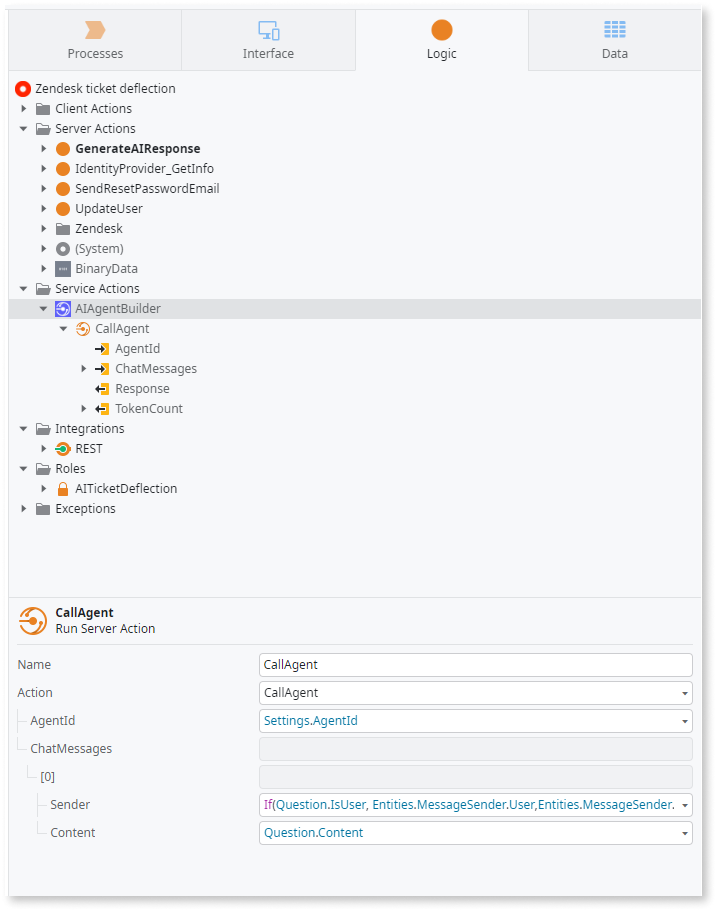 Processes
Interface
Logic
Data
Zendesk ticket deflection
Client Actions
Server Actions
GenerateAIResponse
IdentityProvider_GetInfo
SendResetPasswordEmail
UpdateUser
Zendesk
(System)
BinaryData
Service Actions
AIAgentBuilder
CallAgent
AgentId
ChatMessages
Response
TokenCount
Integrations
REST
Roles
AITicketDeflection
Exceptions
CallAgent
Run Server Action
Name CallAgent
Action CallAgent
AgentId Settings.AgentId
ChatMessages
[0]
Sender If(Question.IsUser, Entities.MessageSender.User,Entities.MessageSender.
Content Question.Content